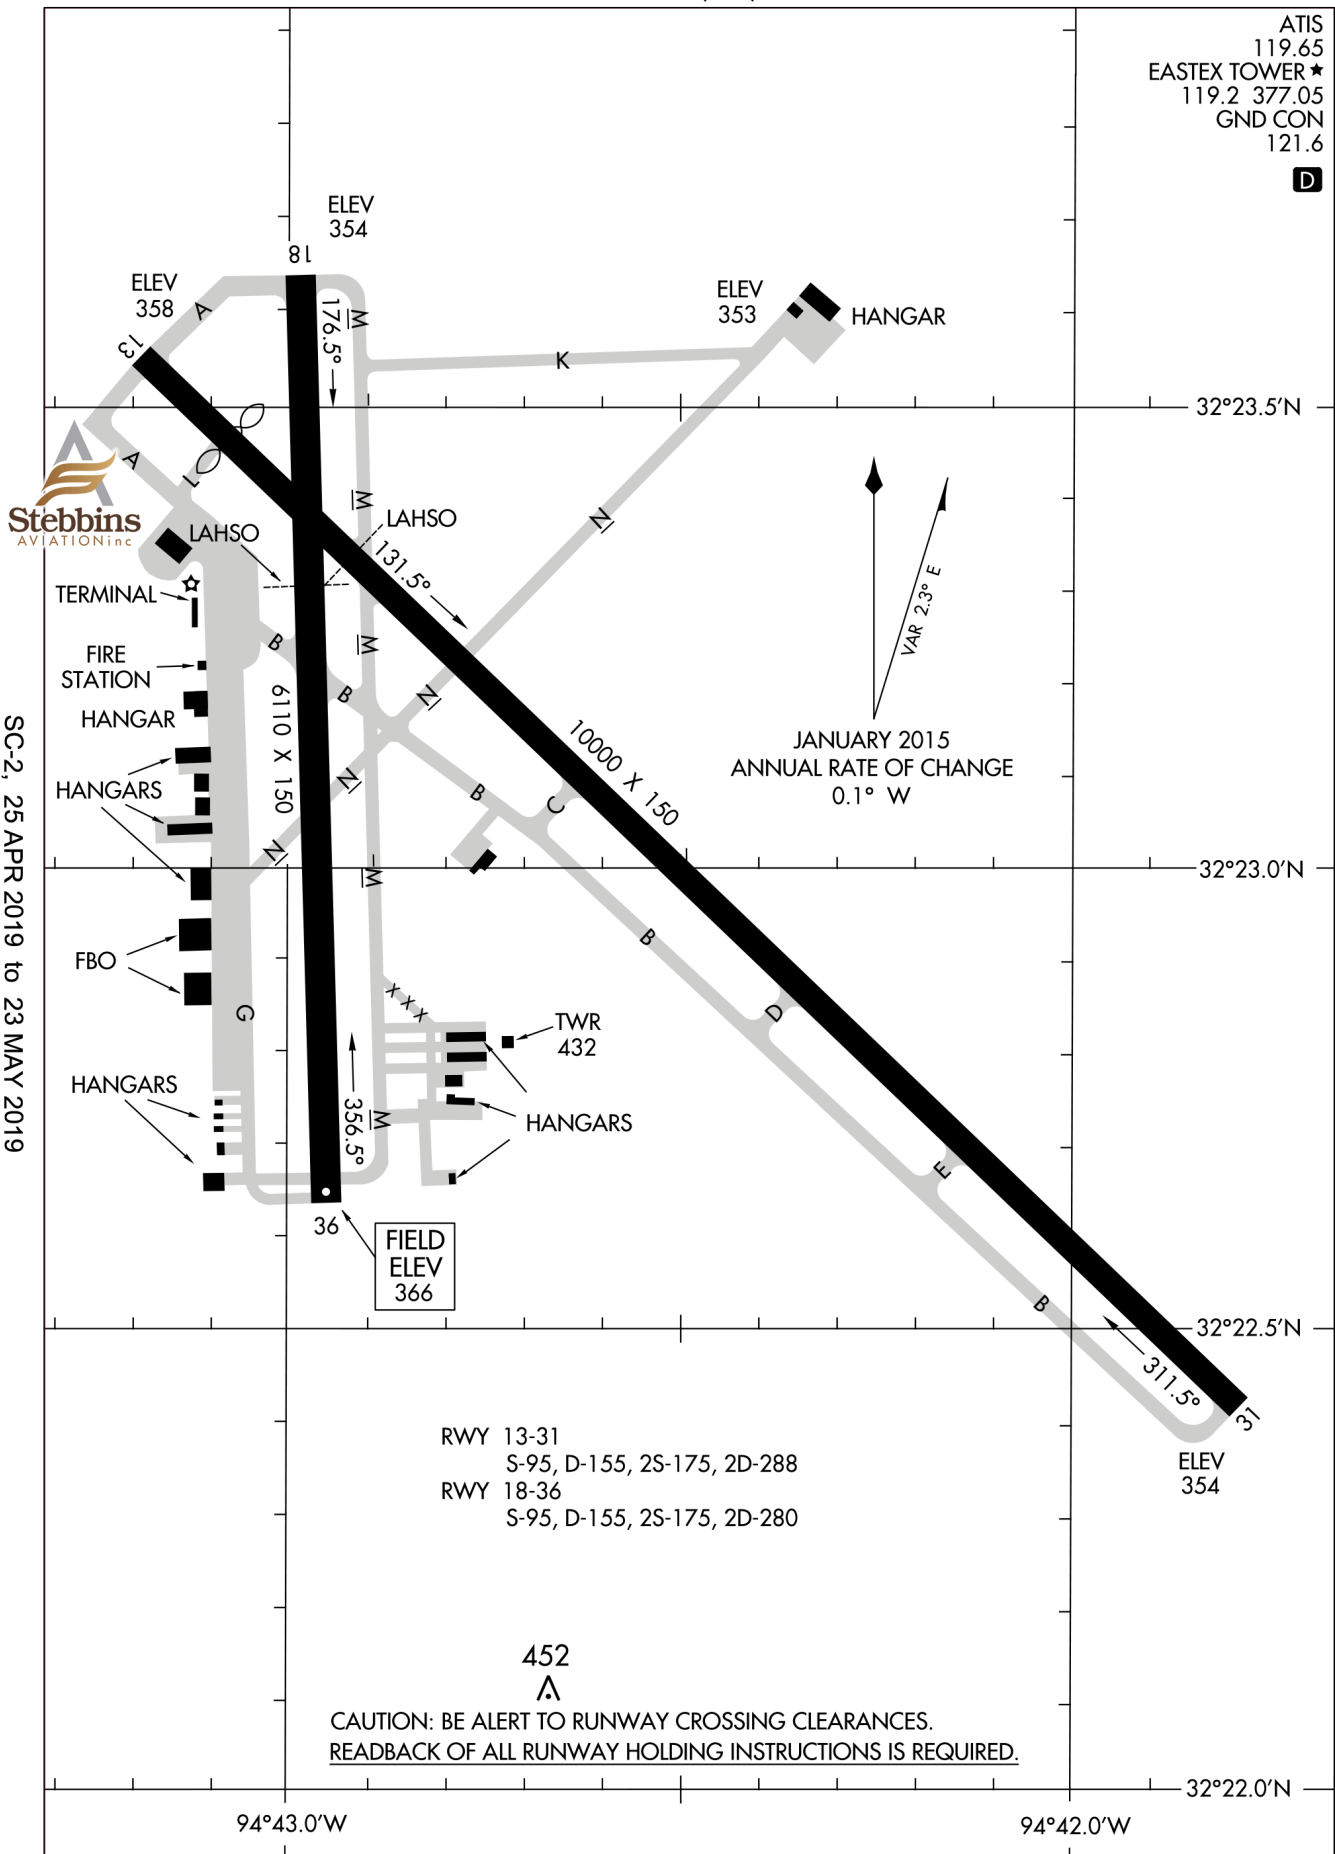 ATIS
119.65
EASTEX TOWER★
119.2 377.05
GND CON
121.6
D
ELEV
354
18
ELEV
358
A
13
176.5°
M
ELEV
353
HANGAR
K
32°23.5'N
A
L
M
N
Stebbins
AVIATIONinc
LAHSO
LAHSO
131.5°
VAR 2.3° E
TERMINAL
B
M
FIRE
STATION
B
N
6110 X 150
HANGAR
10000 X 150
JANUARY 2015
ANNUAL RATE OF CHANGE
0.1° W
HANGARS
N
B
C
N
32°23.0'N
M
B
FBO
G
X X X
D
TWR
432
HANGARS
356.5°
M
HANGARS
E
36
FIELD
ELEV
366
B
32°22.5'N
311.5°
31
ELEV
354
RWY 13-31
S-95, D-155, 2S-175, 2D-288
RWY 18-36
S-95, D-155, 2S-175, 2D-280
452
CAUTION: BE ALERT TO RUNWAY CROSSING CLEARANCES.
READBACK OF ALL RUNWAY HOLDING INSTRUCTIONS IS REQUIRED.
32°22.0'N
94°43.0'W
94°42.0'W
SC-2, 25 APR 2019 to 23 MAY 2019